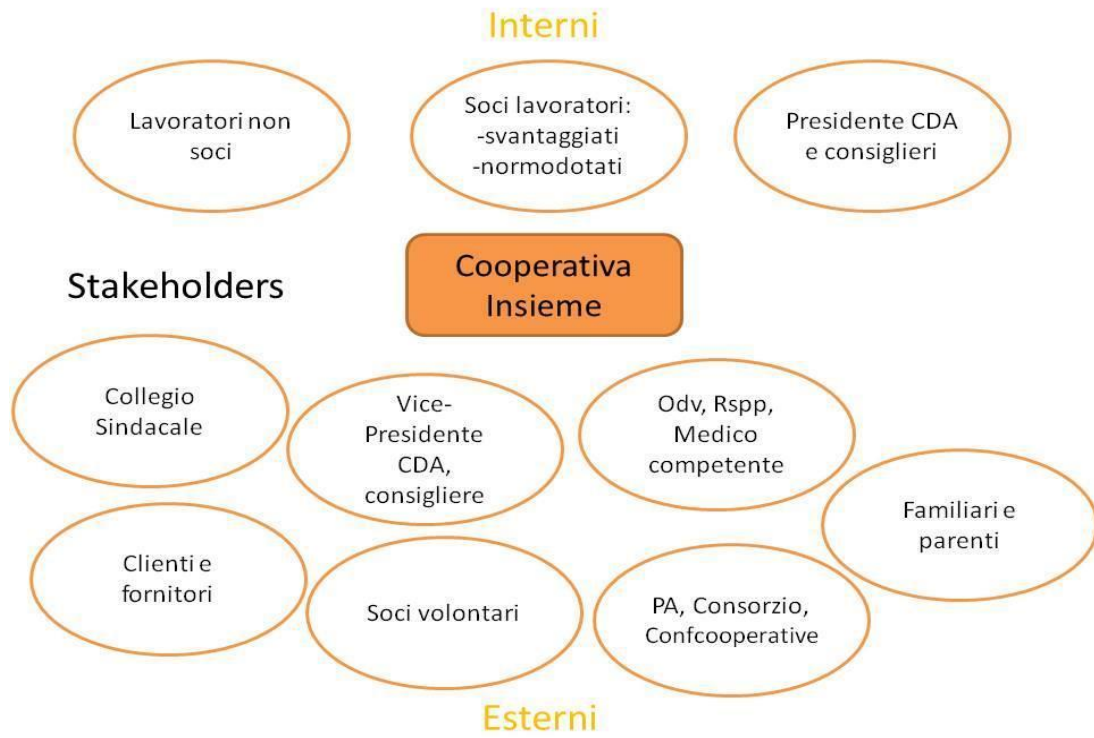 Interni
Lavoratori non
soci
Soci lavoratori:
-svantaggiati
-normodotati
Presidente CDA
e consiglieri
Stakeholders
Cooperativa
Insieme
Collegio
Sindacale
Vice-
Presidente
CDA,
consigliere
Odv, Rspp,
Medico
competente
Familiari e
parenti
Clienti e
fornitori
Soci volontari
PA, Consorzio,
Confcooperative
Esterni